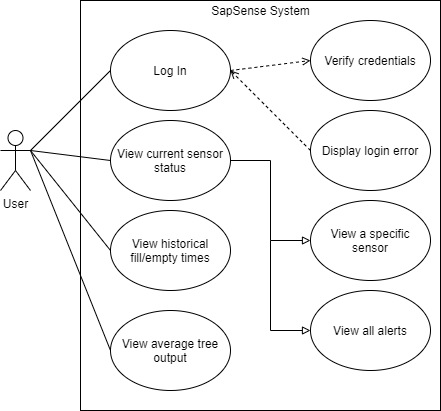 SapSense System
Log In
Verify credentials
View current sensor
status
Display login error
User
View historical
fill/empty times
View a specific
sensor
View average tree
output
View all alerts